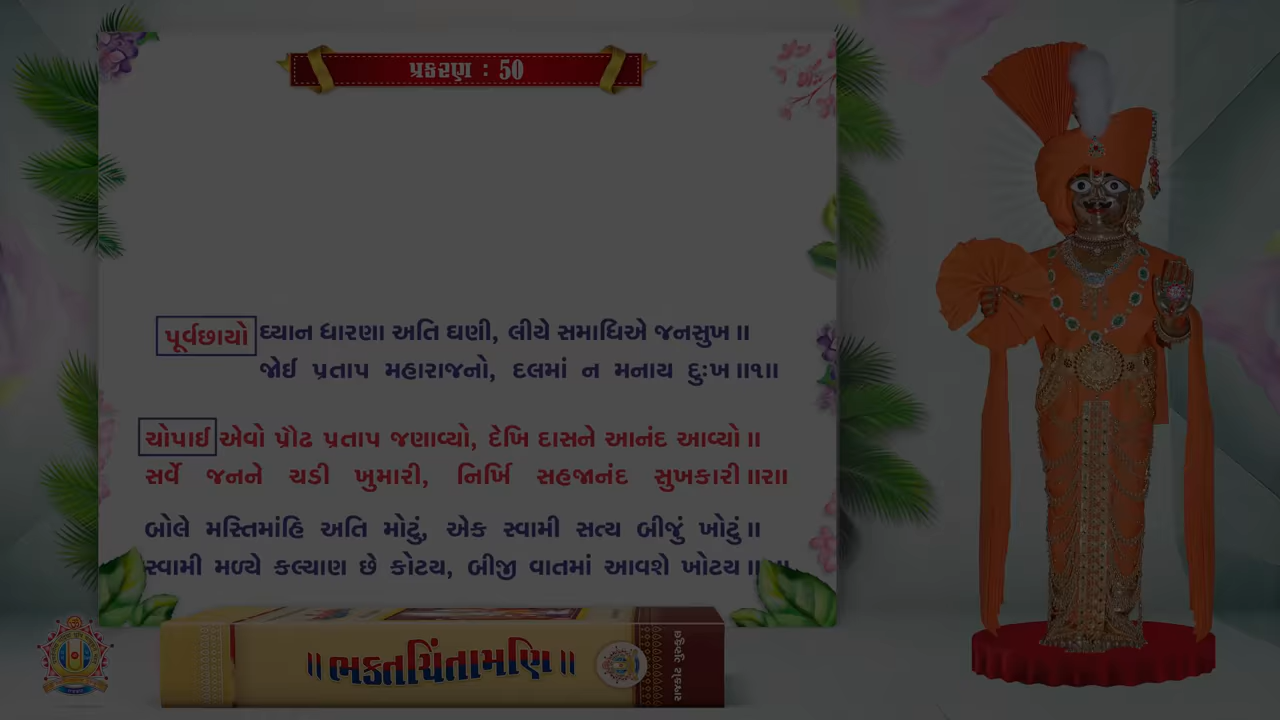 પ્રકરણ : 50
પૂર્વછાયો ધ્યાન ધારણા અતિ ઘણી, લીયે સમાધિએ જનસુખ ॥
જોઈ પ્રતાપ મહારાજનો, દલમાં ન મનાય દુઃખ ॥૧॥
ચોપાઈ એવો પ્રૌઢ પ્રતાપ જણાવ્યો, દેખિ દાસને આનંદ આવ્યો ॥
સર્વે જનને ચડી ખુમારી, નિર્ખિ સહજાનંદ સુખકારી ॥૨॥
બોલે મસ્તિમાંહિ અતિ મોટું, એક સ્વામી સત્ય બીજું ખોટું ॥
સ્વામી મળ્યે કલ્યાણ છે કોટય, બીજી વાતમાં આવશે ખોટય ॥
॥ ભક્તચિંતામણિ ॥
રાજકોટ ગુરુકુલ